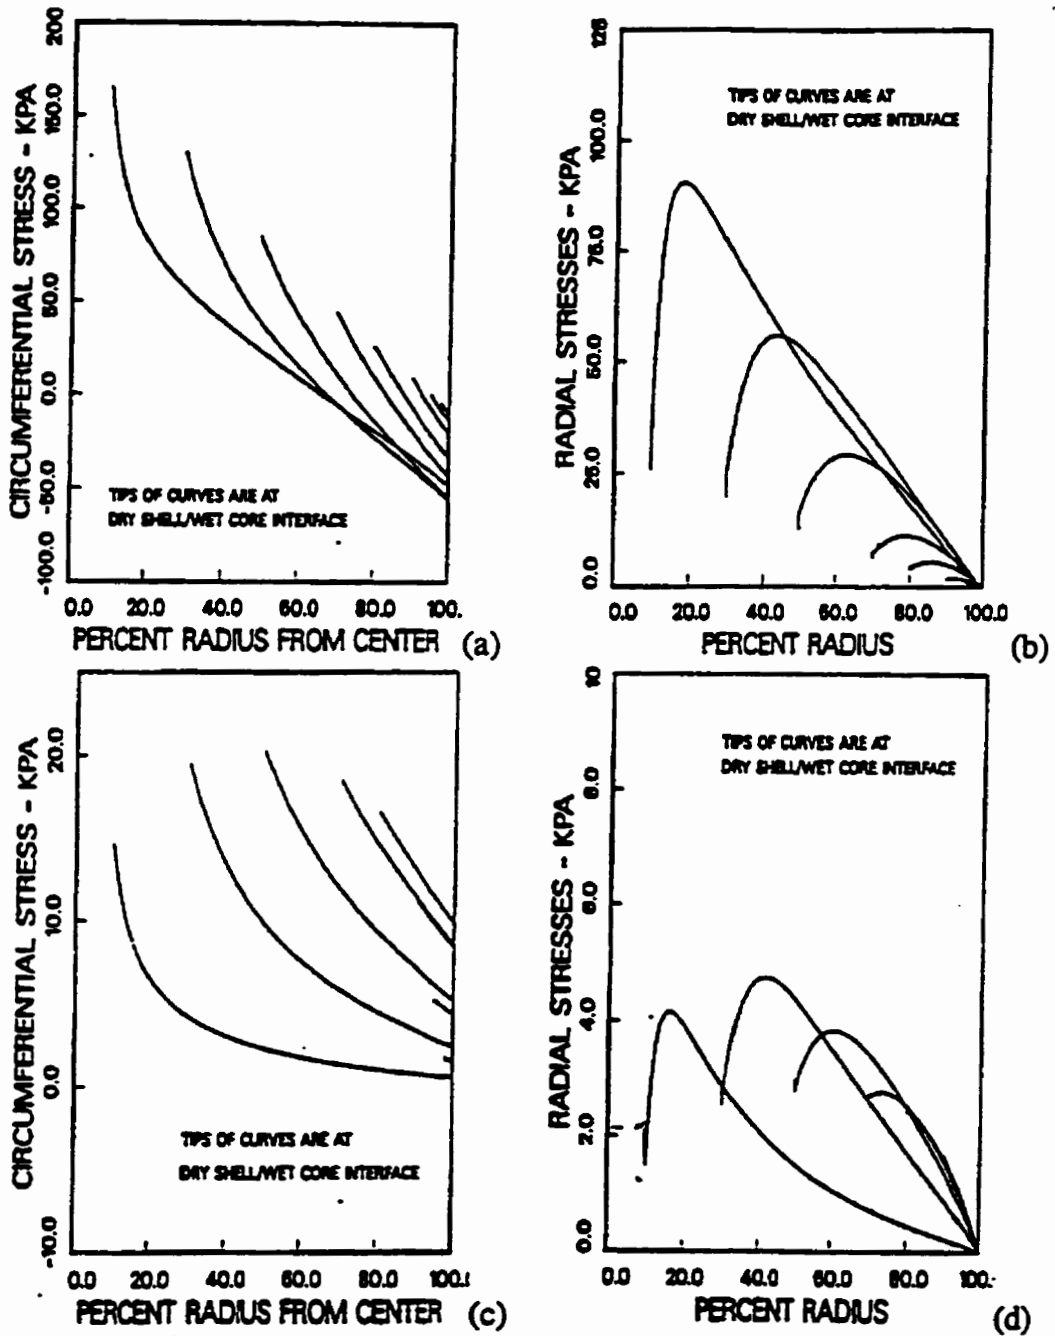 200
150.0
100.0
50.0
0.0
-50.0
-100.0
CIRCUMFERENTIAL STRESS - KPA
TIPS OF CURVES ARE AT
DRY SHELL/WET CORE INTERFACE
0.0 20.0 40.0 60.0 80.0 100.
PERCENT RADIUS FROM CENTER (a)
125
100.0
75.0
50.0
25.0
0.0
RADIAL STRESSES - KPA
TIPS OF CURVES ARE AT
DRY SHELL/WET CORE INTERFACE
0.0 20.0 40.0 60.0 80.0 100.0
PERCENT RADIUS (b)
20.0
10.0
0.0
-10.0
CIRCUMFERENTIAL STRESS - KPA
TIPS OF CURVES ARE AT
DRY SHELL/WET CORE INTERFACE
0.0 20.0 40.0 60.0 80.0 100.
PERCENT RADIUS FROM CENTER (c)
10
8.0
6.0
4.0
2.0
0.0
RADIAL STRESSES - KPA
TIPS OF CURVES ARE AT
DRY SHELL/WET CORE INTERFACE
0.0 20.0 40.0 60.0 80.0 100.
PERCENT RADIUS (d)